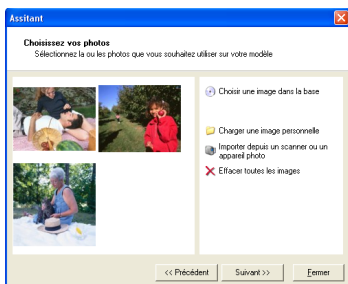 Assitant
Choisissez vos photos
Sélectionnez la ou les photos que vous souhaitez utiliser sur votre modèle
Choisir une image dans la base
Charger une image personnelle
Importer depuis un scanner ou un
appareil photo
Effacer toutes les images
<< Précédent
Suivant >>
Fermer